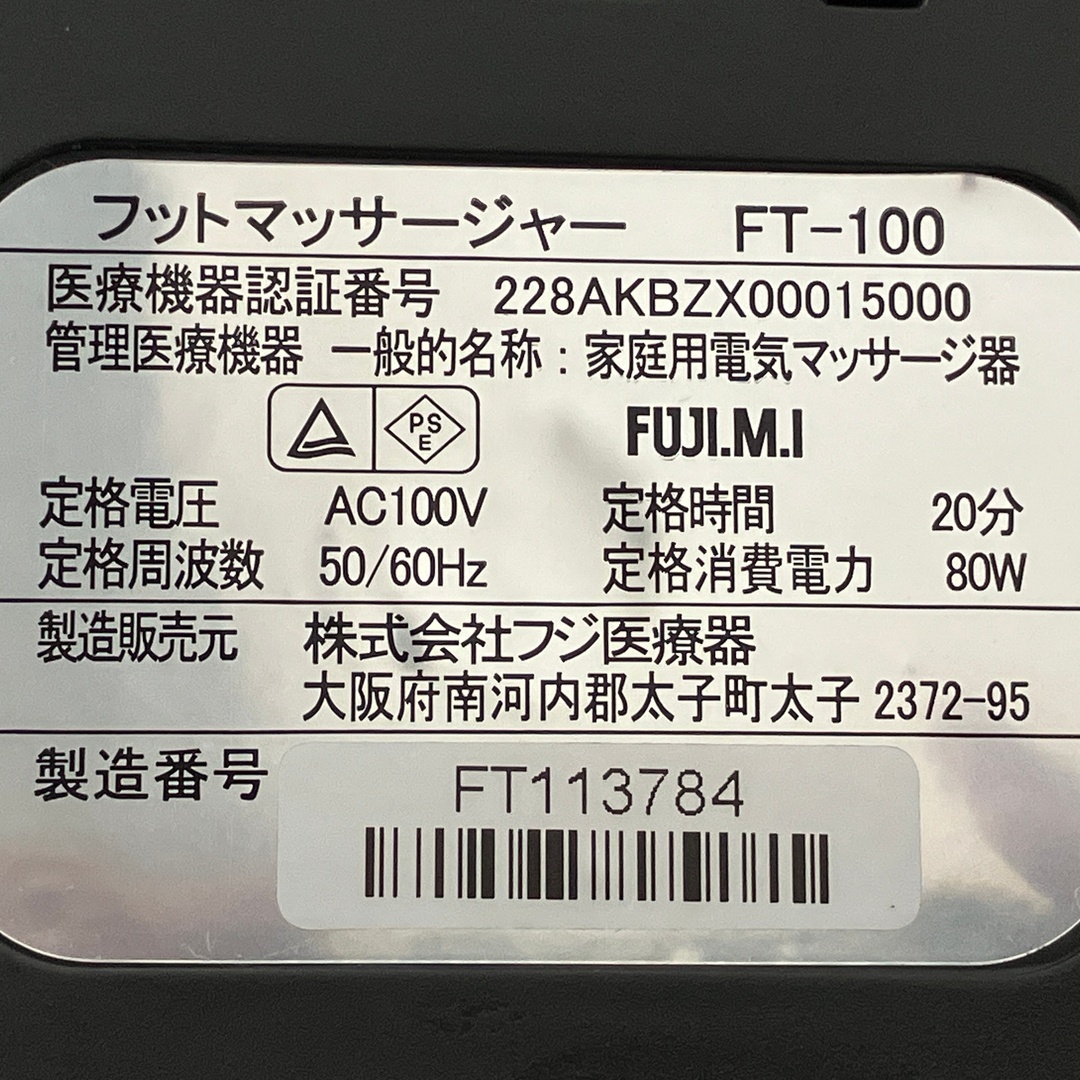 フットマッサージャー FT-100
医療機器認証番号 228AKBZX00015000
管理医療機器 一般的名称：家庭用電気マッサージ器
PS
E
FUJI.M.I
定格電圧 AC100V 定格時間 20分
定格周波数 50/60Hz 定格消費電力 80W
製造販売元 株式会社フジ医療器
大阪府南河内郡太子町太子 2372-95
製造番号 FT113784